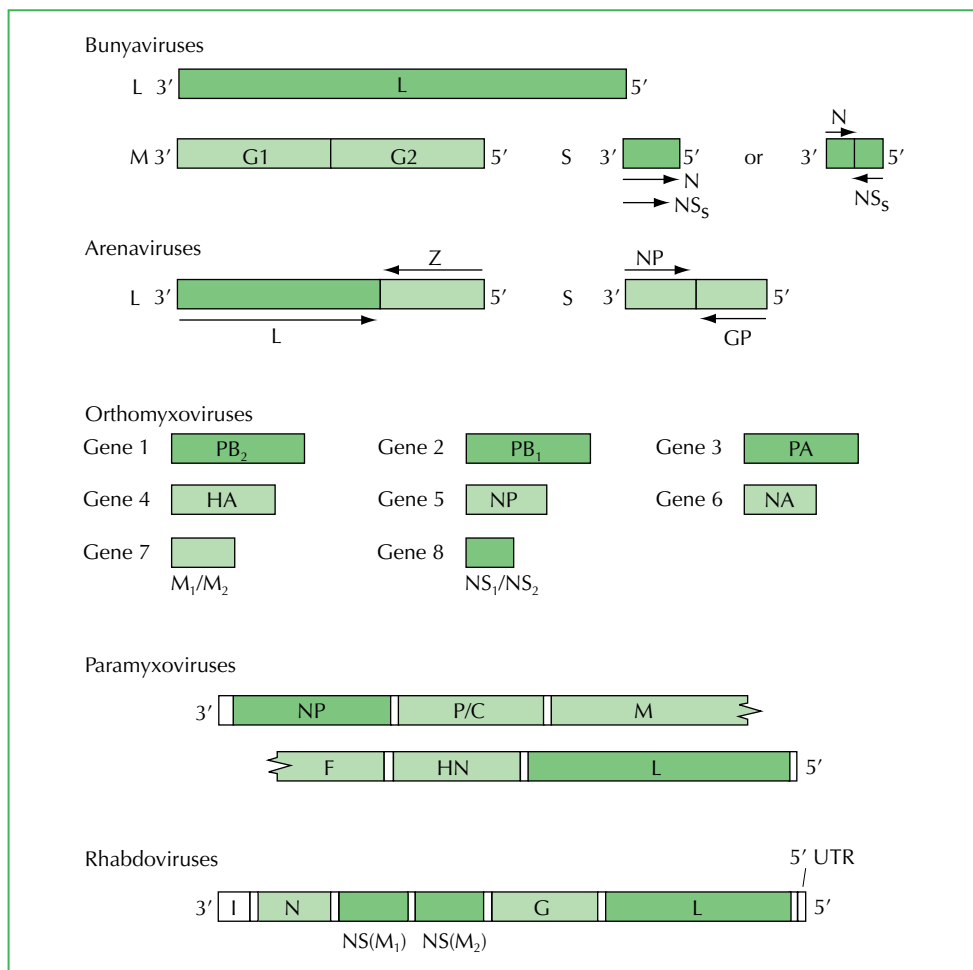 Bunyaviruses
L 3′ L 5′
M 3′ G1 G2 5′ S 3′ 5′ or 3′ N 5′
N NSS
NSS
Arenaviruses
Z NP
L 3′ 5′ S 3′ 5′
L GP
Orthomyxoviruses
Gene 1 PB2 Gene 2 PB1 Gene 3 PA
Gene 4 HA Gene 5 NP Gene 6 NA
Gene 7 Gene 8
M1/M2 NS1/NS2
Paramyxoviruses
3′ NP P/C M
F HN L 5′
Rhabdoviruses
5′ UTR
3′ I N G L 5′
NS(M1) NS(M2)